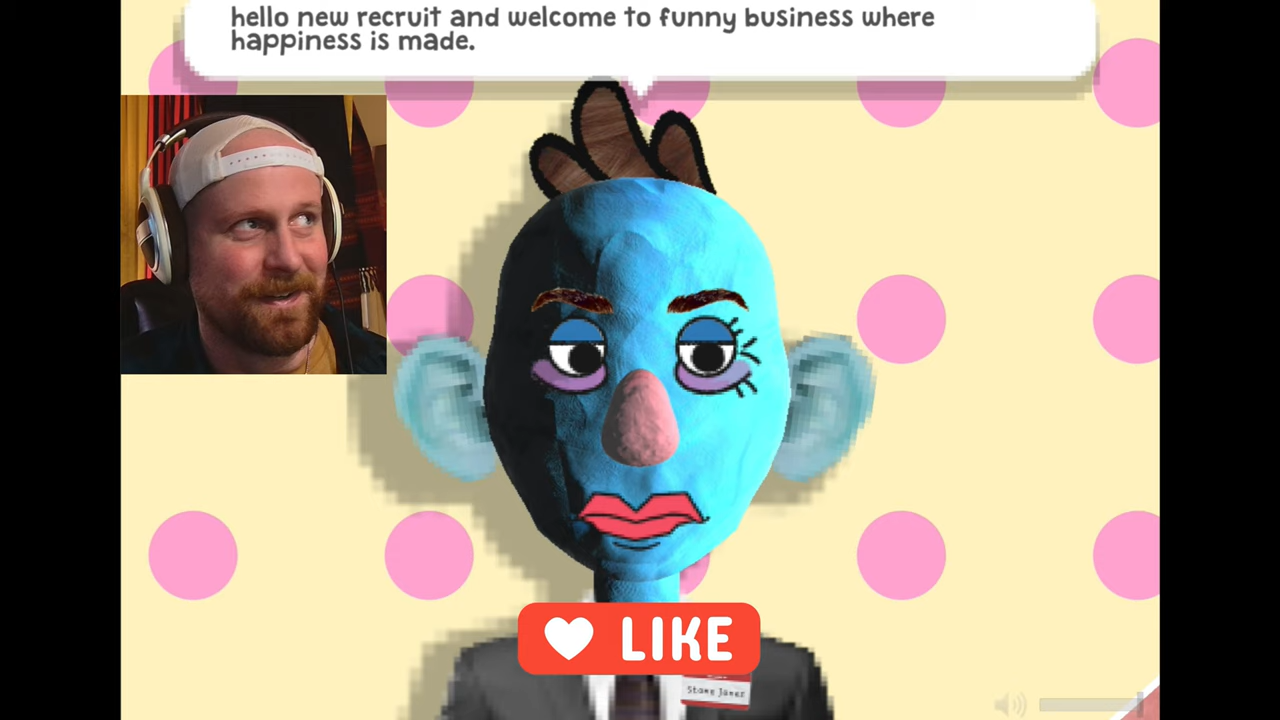 hello new recruit and welcome to funny business where
happiness is made.
LIKE